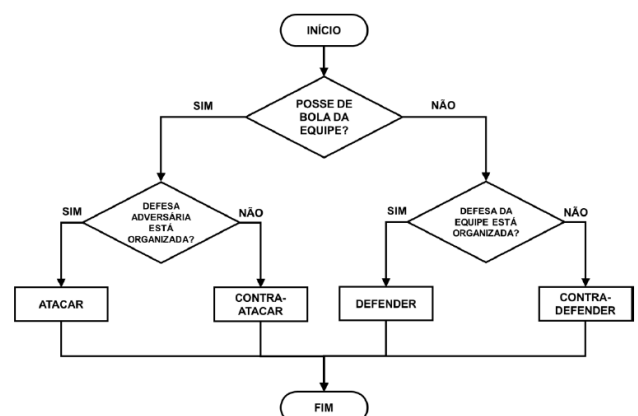 INÍCIO
POSSE DE
BOLA DA
EQUIPE?
SIM
NÃO
DEFESA
ADVERSÁRIA
ESTÁ
ORGANIZADA?
SIM
NÃO
DEFESA DA
EQUIPE ESTÁ
ORGANIZADA?
SIM
NÃO
ATACAR
CONTRA-
ATACAR
DEFENDER
CONTRA-
DEFENDER
FIM